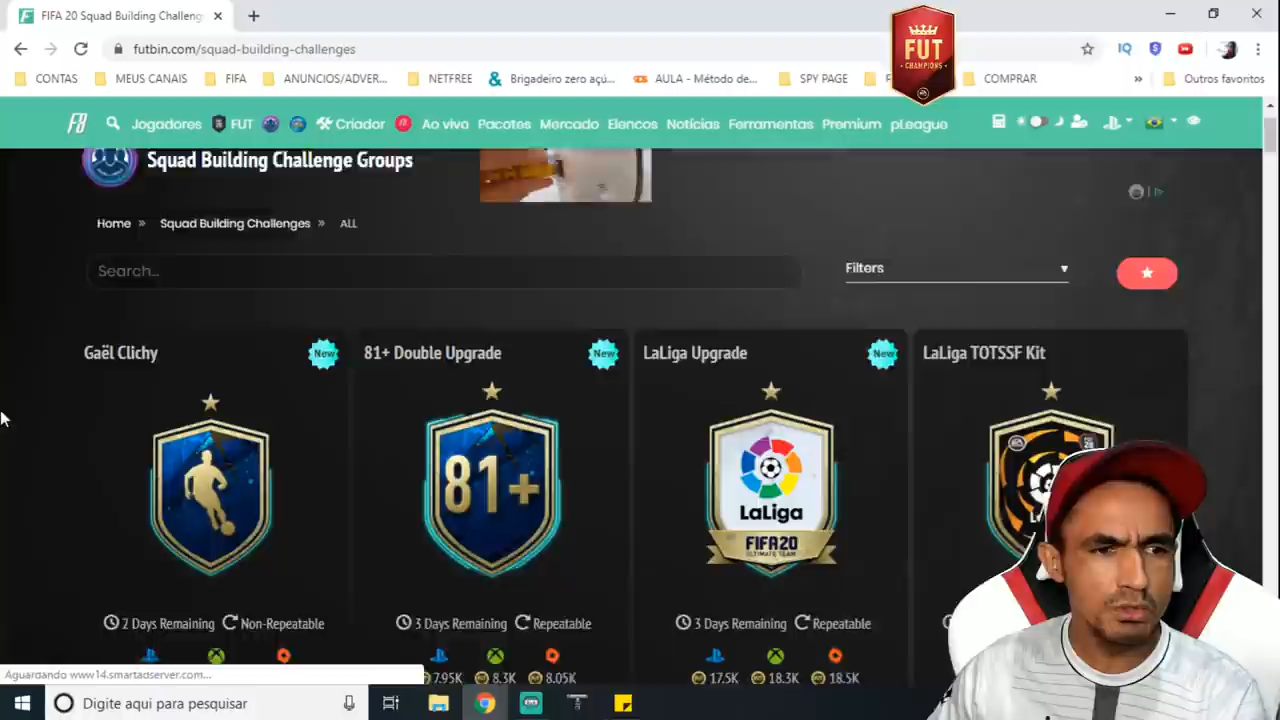 FIFA 20 Squad Building Challeng
futbin.com/squad-building-challenges
IQ
FUT
CHAMPIONS
CONTAS
MEUS CANAIS
FIFA
ANUNCIOS/ADVER...
NETFREE
Brigadeiro zero açú...
AULA - Método de...
SPY PAGE
COMPRAR
»
Outros favoritos
F8
Jogadores
FUT
Criador
Ao vivo
Pacotes
Mercado
Elencos
Notícias
Ferramentas
Premium
pLeague
Squad Building Challenge Groups
Home » Squad Building Challenges » ALL
Search...
Filters
Gaël Clichy
New
81+ Double Upgrade
New
LaLiga Upgrade
New
LaLiga TOTSSF Kit
81+
LaLiga
FIFA20
ULTIMATE TEAM
2 Days Remaining
Non-Repeatable
3 Days Remaining
Repeatable
3 Days Remaining
Repeatable
7.95K
8.3K
8.05K
17.5K
18.3K
18.5K
Aguardando www14.smartadserver.com...
Digite aqui para pesquisar